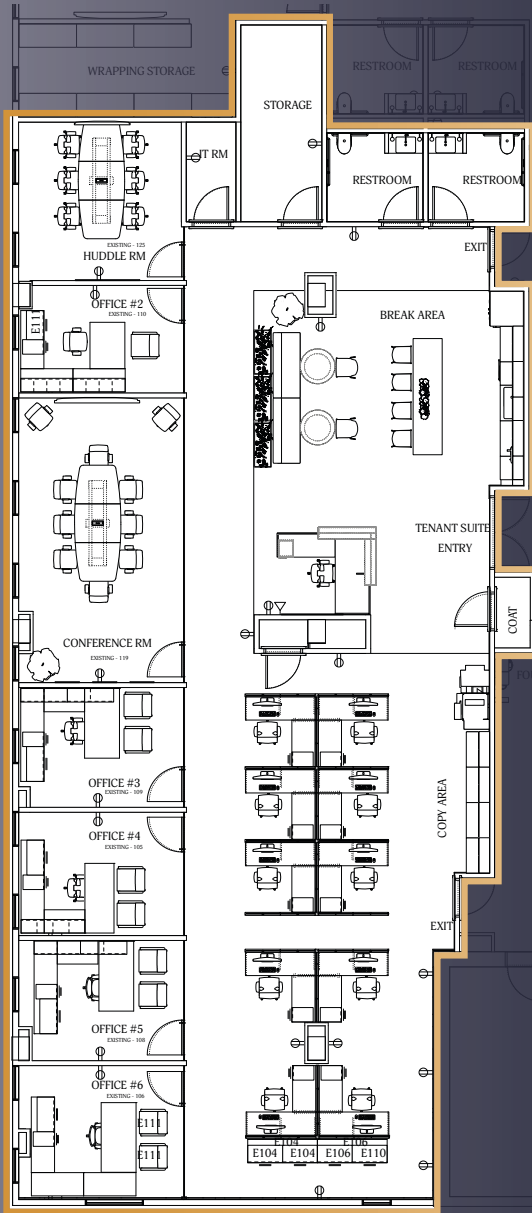 WRAPPING STORAGE
RESTROOM
RESTROOM
STORAGE
IT RM
RESTROOM
RESTROOM
EXISTING - 125
HUDDLE RM
EXIT
OFFICE #2
EXISTING - 110
E111
BREAK AREA
TENANT SUITE
ENTRY
COAT
CONFERENCE RM
EXISTING - 119
OFFICE #3
EXISTING - 109
COPY AREA
OFFICE #4
EXISTING - 105
EXIT
OFFICE #5
EXISTING - 108
OFFICE #6
EXISTING - 106
E111
E111
E104
E106
E104
E104
E106
E110